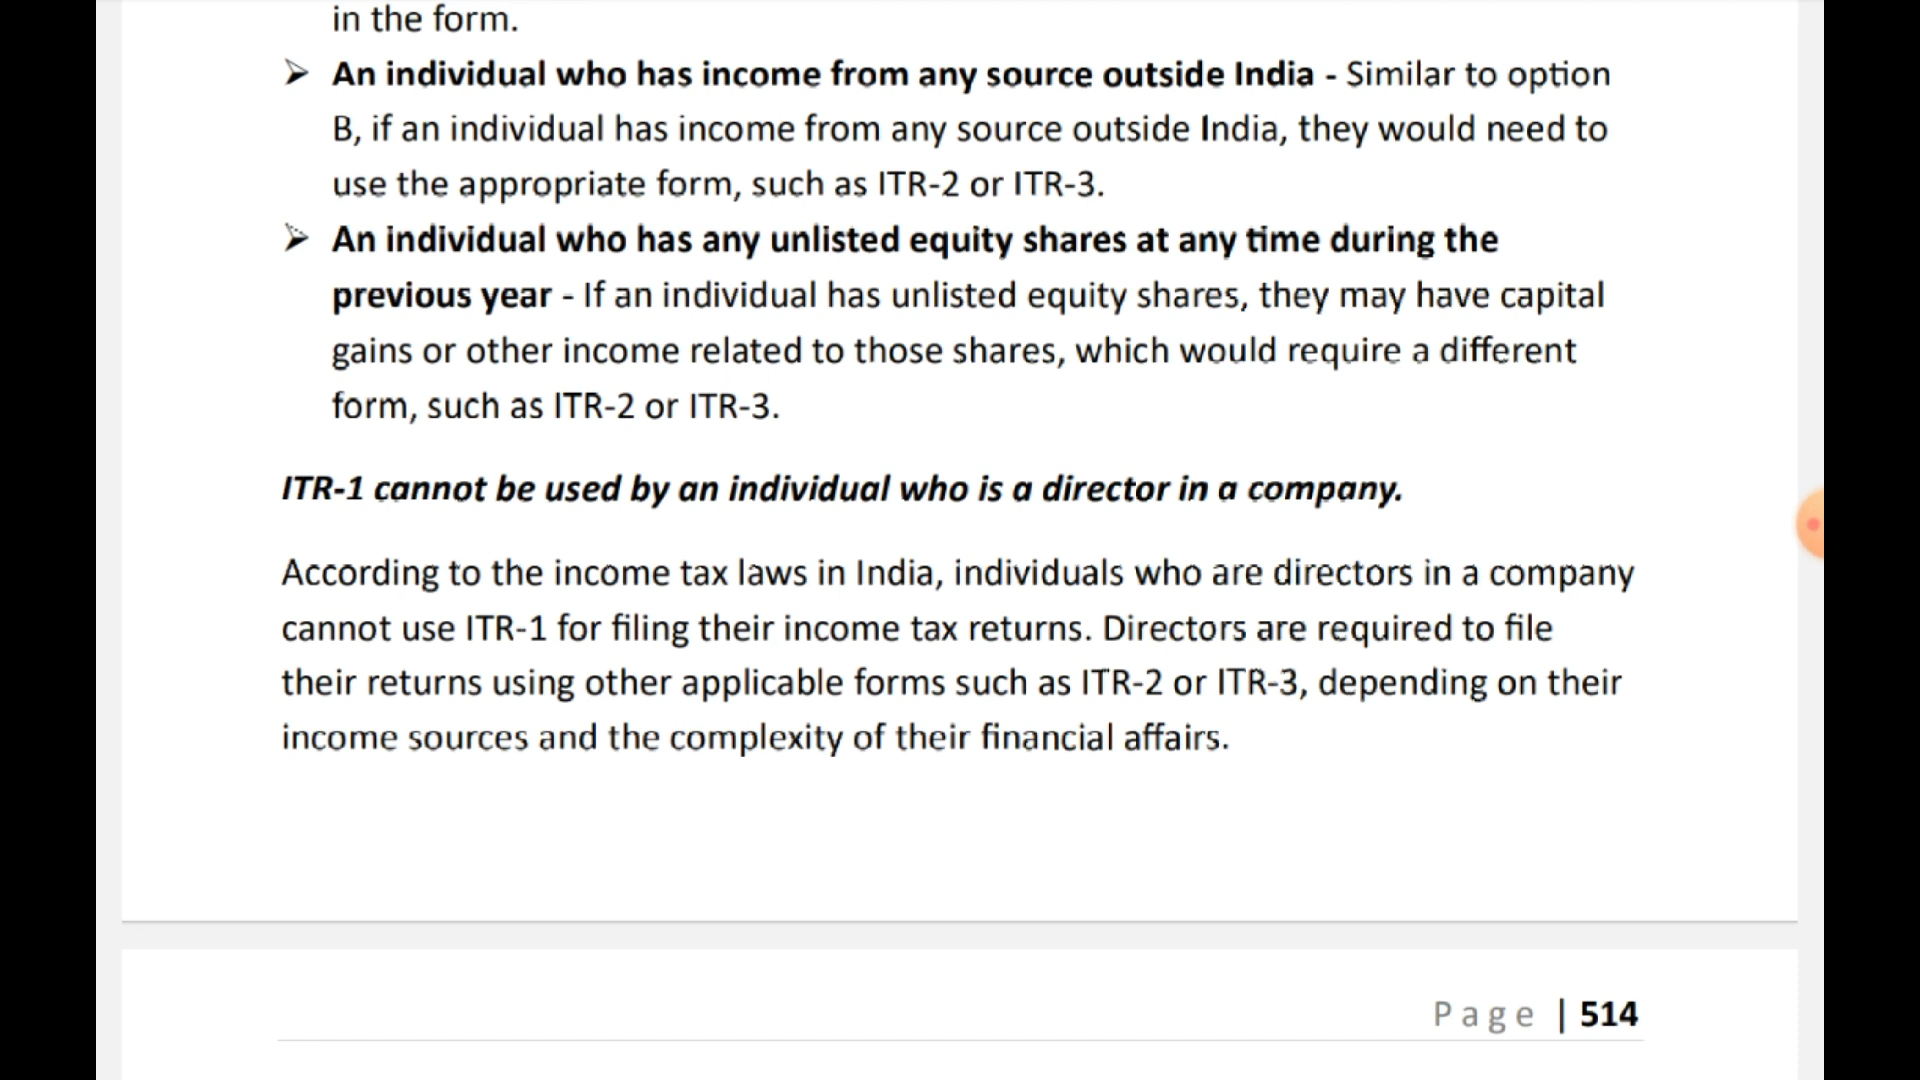 in the form.
➢ An individual who has income from any source outside India - Similar to option
B, if an individual has income from any source outside India, they would need to
use the appropriate form, such as ITR-2 or ITR-3.
➢ An individual who has any unlisted equity shares at any time during the
previous year - If an individual has unlisted equity shares, they may have capital
gains or other income related to those shares, which would require a different
form, such as ITR-2 or ITR-3.
ITR-1 cannot be used by an individual who is a director in a company.
According to the income tax laws in India, individuals who are directors in a company
cannot use ITR-1 for filing their income tax returns. Directors are required to file
their returns using other applicable forms such as ITR-2 or ITR-3, depending on their
income sources and the complexity of their financial affairs.
Page | 514